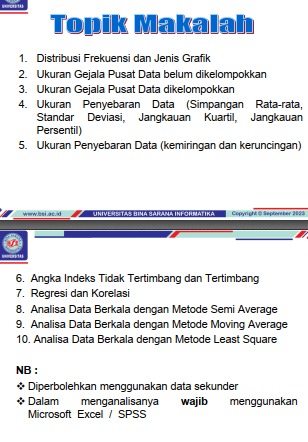 UNIVERSITAS
Topik Makalah
1. Distribusi Frekuensi dan Jenis Grafik
2. Ukuran Gejala Pusat Data belum dikelompokkan
3. Ukuran Gejala Pusat Data dikelompokkan
4. Ukuran Penyebaran Data (Simpangan Rata-rata,
Standar Deviasi, Jangkauan Kuartil, Jangkauan
Persentil)
5. Ukuran Penyebaran Data (kemiringan dan keruncingan)
www.bsi.ac.id UNIVERSITAS BINA SARANA INFORMATIKA Copyright © September 2023
UNIVERSITAS
6. Angka Indeks Tidak Tertimbang dan Tertimbang
7. Regresi dan Korelasi
8. Analisa Data Berkala dengan Metode Semi Average
9. Analisa Data Berkala dengan Metode Moving Average
10. Analisa Data Berkala dengan Metode Least Square
NB :
❖ Diperbolehkan menggunakan data sekunder
❖ Dalam menganalisanya wajib menggunakan
Microsoft Excel / SPSS